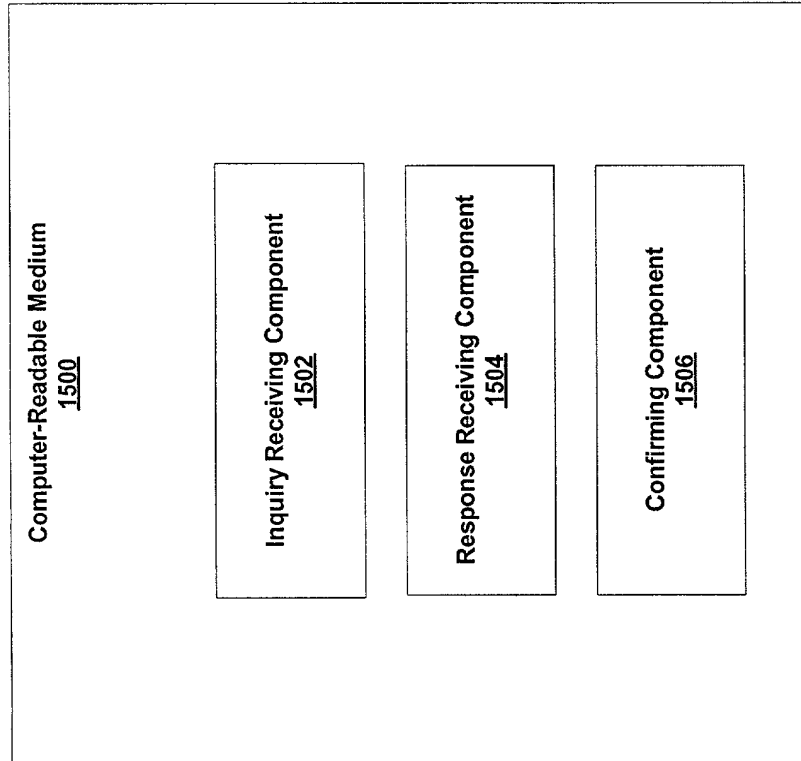 Computer-Readable Medium
1500
Inquiry Receiving Component
1502
Response Receiving Component
1504
Confirming Component
1506